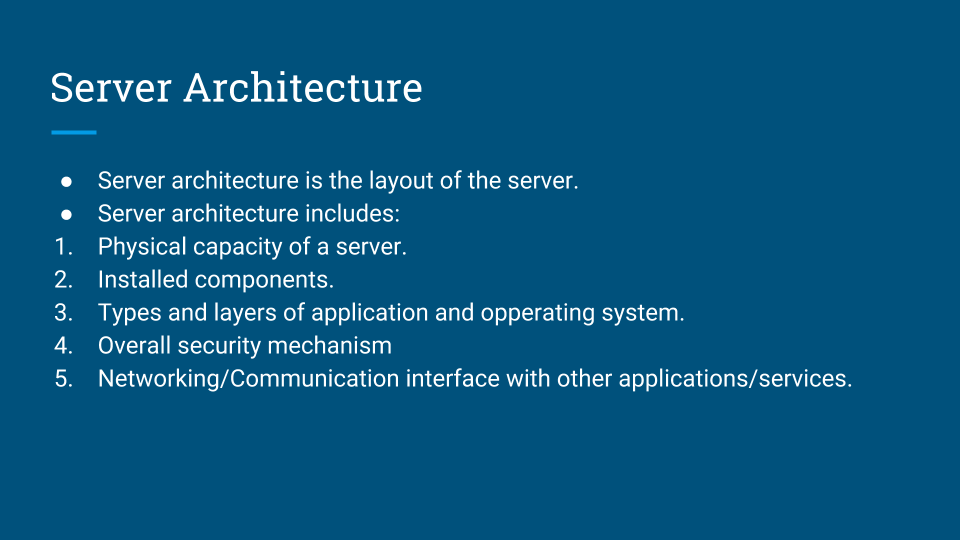 Server Architecture
● Server architecture is the layout of the server.
● Server architecture includes:
1. Physical capacity of a server.
2. Installed components.
3. Types and layers of application and opperating system.
4. Overall security mechanism
5. Networking/Communication interface with other applications/services.